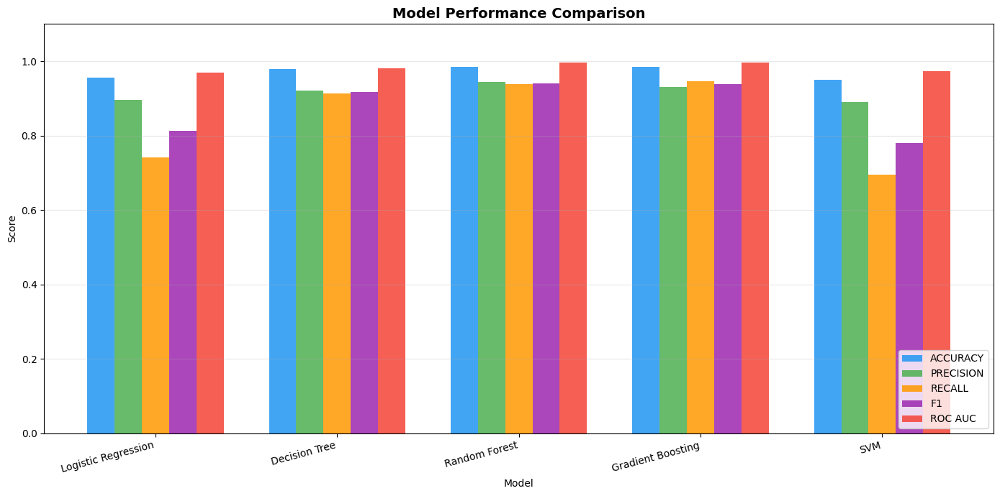 Model Performance Comparison
Score
1.0
0.8
0.6
0.4
0.2
0.0
ACCURACY
PRECISION
RECALL
F1
ROC AUC
Logistic Regression
Decision Tree
Random Forest
Gradient Boosting
SVM
Model